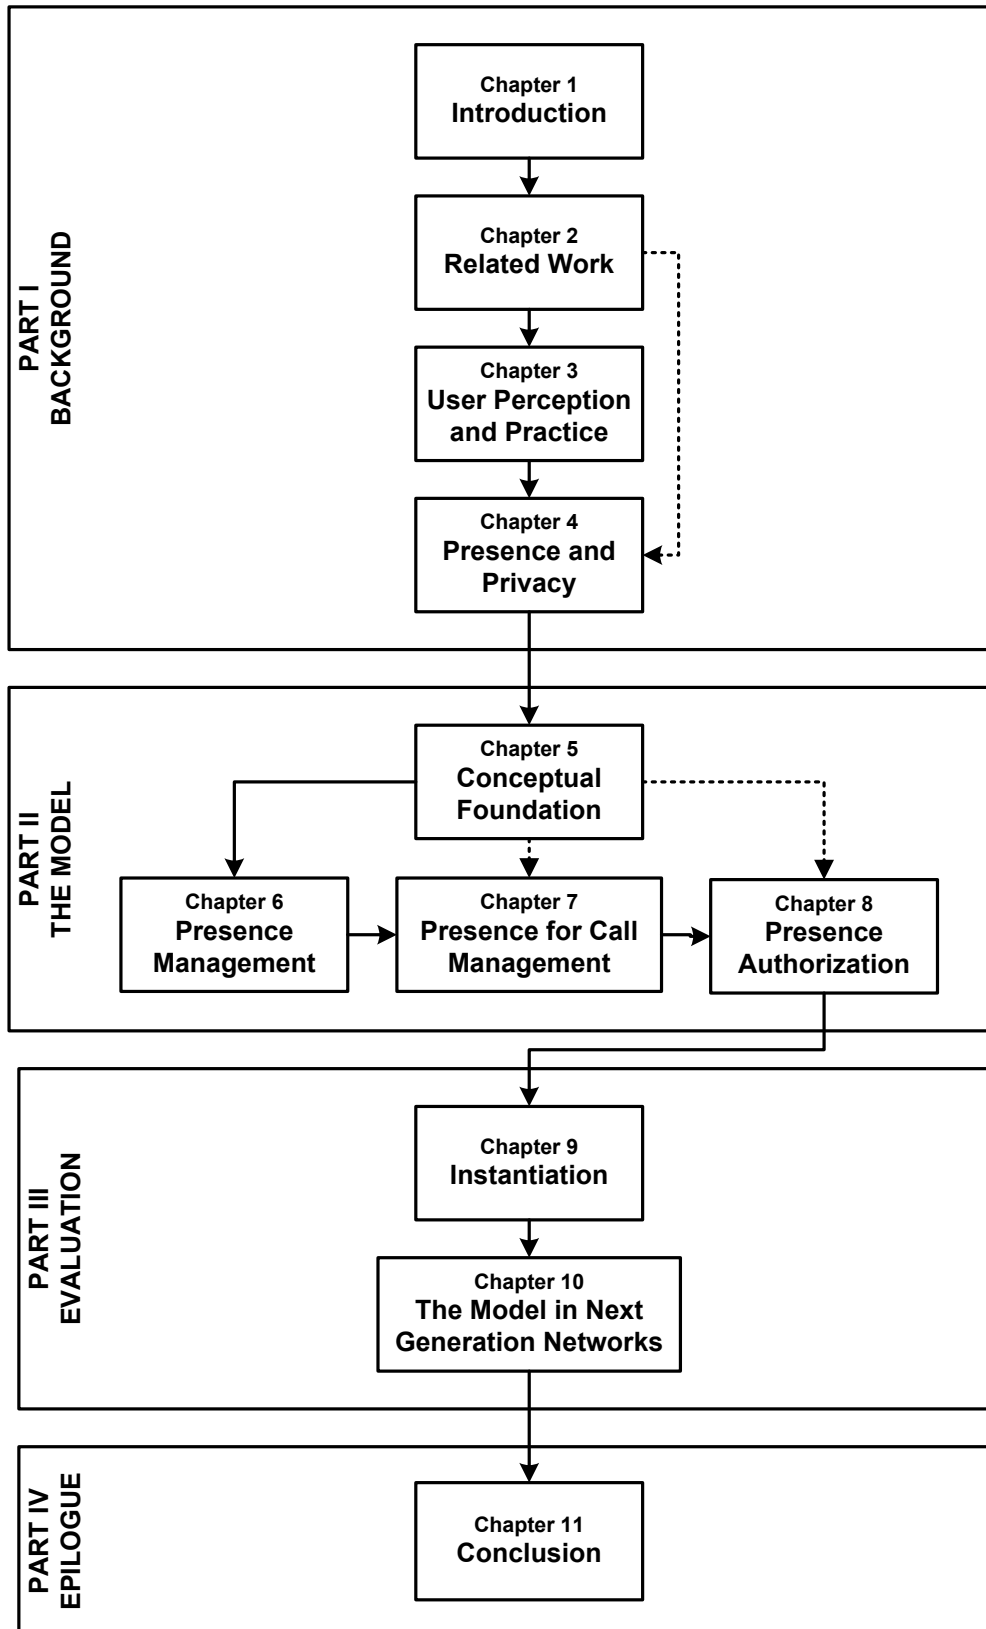 PART I
BACKGROUND
Chapter 1
Introduction
Chapter 2
Related Work
Chapter 3
User Perception
and Practice
Chapter 4
Presence and
Privacy
PART II
THE MODEL
Chapter 5
Conceptual
Foundation
Chapter 6
Presence
Management
Chapter 7
Presence for Call
Management
Chapter 8
Presence
Authorization
PART III
EVALUATION
Chapter 9
Instantiation
Chapter 10
The Model in Next
Generation Networks
PART IV
EPILOGUE
Chapter 11
Conclusion